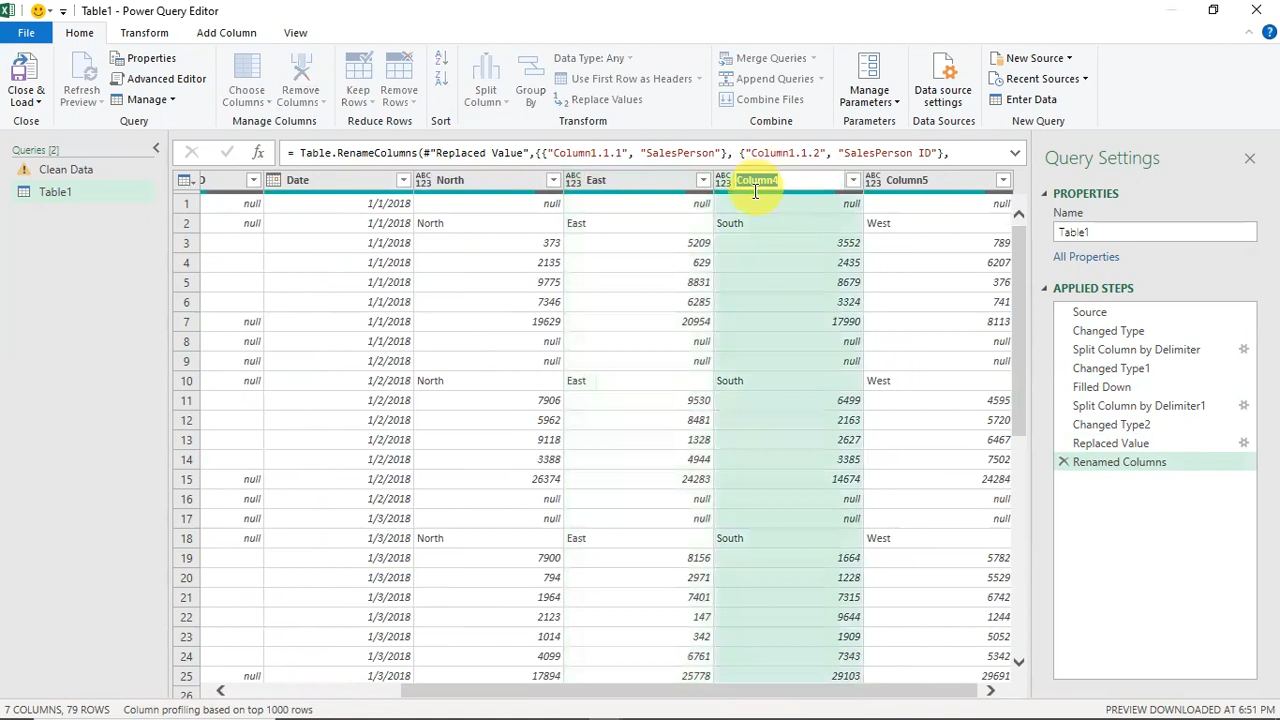 Table1 - Power Query Editor
File Home Transform Add Column View
Close & Load
Close
Refresh Preview
Properties
Advanced Editor
Manage
Query
Choose Columns
Remove Columns
Manage Columns
Keep Rows
Remove Rows
Reduce Rows
Sort
Split Column
Group By
Data Type: Any
Use First Row as Headers
Replace Values
Transform
Merge Queries
Append Queries
Combine Files
Combine
Manage Parameters
Parameters
Data source settings
Data Sources
New Source
Recent Sources
Enter Data
New Query
Queries [2]
Clean Data
Table1
fx = Table.RenameColumns(#"Replaced Value",{{"Column1.1.1", "SalesPerson"}, {"Column1.1.2", "SalesPerson ID"},
D Date ABC 123 North ABC 123 East ABC 123 Column4 ABC 123 Column5
1 null 1/1/2018 null null null null
2 null 1/1/2018 North East South West
3 1/1/2018 373 5209 3552 789
4 1/1/2018 2135 629 2435 6207
5 1/1/2018 9775 8831 8679 376
6 1/1/2018 7346 6285 3324 741
7 null 1/1/2018 19629 20954 17990 8113
8 null 1/1/2018 null null null null
9 null 1/2/2018 null null null null
10 null 1/2/2018 North East South West
11 1/2/2018 7906 9530 6499 4595
12 1/2/2018 5962 8481 2163 5720
13 1/2/2018 9118 1328 2627 6467
14 1/2/2018 3388 4944 3385 7502
15 null 1/2/2018 26374 24283 14674 24284
16 null 1/2/2018 null null null null
17 null 1/3/2018 null null null null
18 null 1/3/2018 North East South West
19 1/3/2018 7900 8156 1664 5782
20 1/3/2018 794 2971 1228 5529
21 1/3/2018 1964 7401 7315 6742
22 1/3/2018 2123 147 9644 1244
23 1/3/2018 1014 342 1909 5052
24 1/3/2018 4099 6761 7343 5342
25 null 1/3/2018 17894 25778 29103 29691
26
Query Settings
PROPERTIES
Name
Table1
All Properties
APPLIED STEPS
Source
Changed Type
Split Column by Delimiter
Changed Type1
Filled Down
Split Column by Delimiter1
Changed Type2
Replaced Value
Renamed Columns
7 COLUMNS, 79 ROWS Column profiling based on top 1000 rows PREVIEW DOWNLOADED AT 6:51 PM